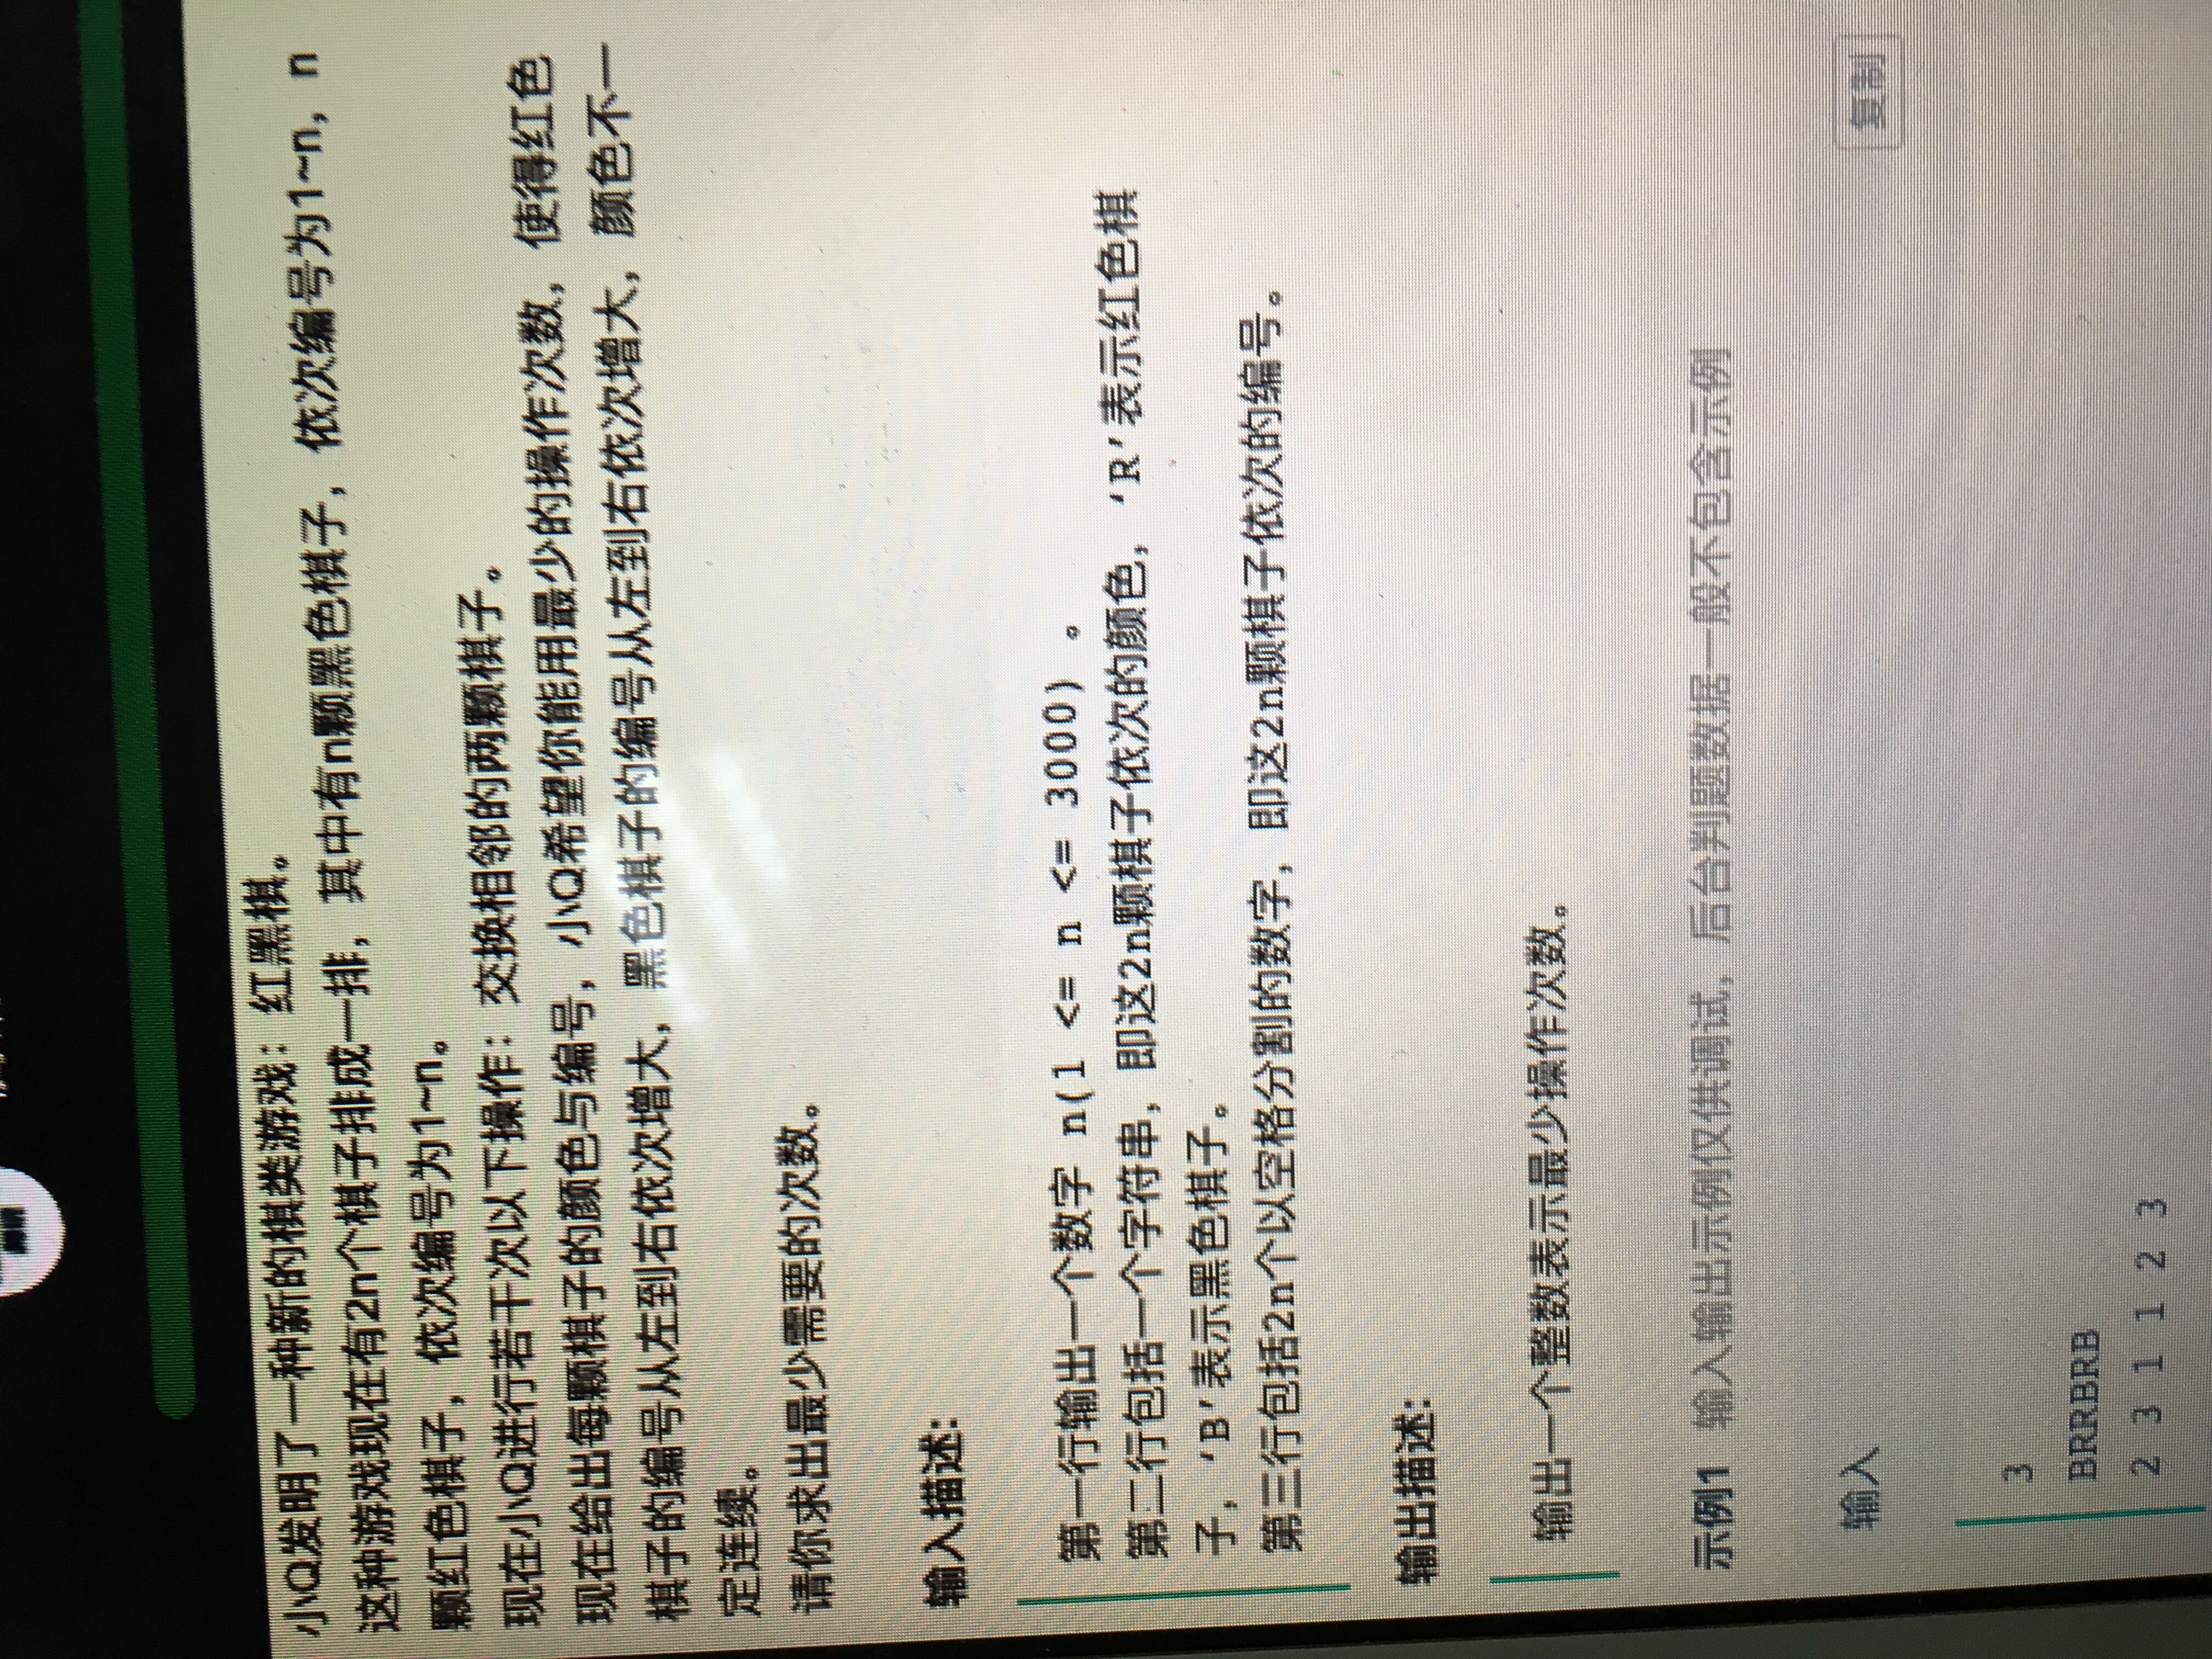 小Q发明了一种新的棋类游戏：红黑棋。
这种游戏现在有2n个棋子排成一排，其中有n颗黑色棋子，依次编号为1~n，n
颗红色棋子，依次编号为1~n。
现在小Q进行若干次以下操作：交换相邻的两颗棋子。
现在给出每颗棋子的颜色与编号，小Q希望你能用最少的操作次数，使得红色
棋子的编号从左到右依次增大，黑色棋子的编号从左到右依次增大，颜色不一
定连续。
请你求出最少需要的次数。
输入描述:
第一行输出一个数字 n(1 <= n <= 3000) 。
第二行包括一个字符串，即这2n颗棋子依次的颜色，'R'表示红色棋
子，'B'表示黑色棋子。
第三行包括2n个以空格分割的数字，即这2n颗棋子依次的编号。
输出描述:
输出一个整数表示最少操作次数。
示例1 输入输出示例仅供调试，后台判题数据一般不包含示例
输入
复制
3
BRRBRB
2 3 1 1 2 3